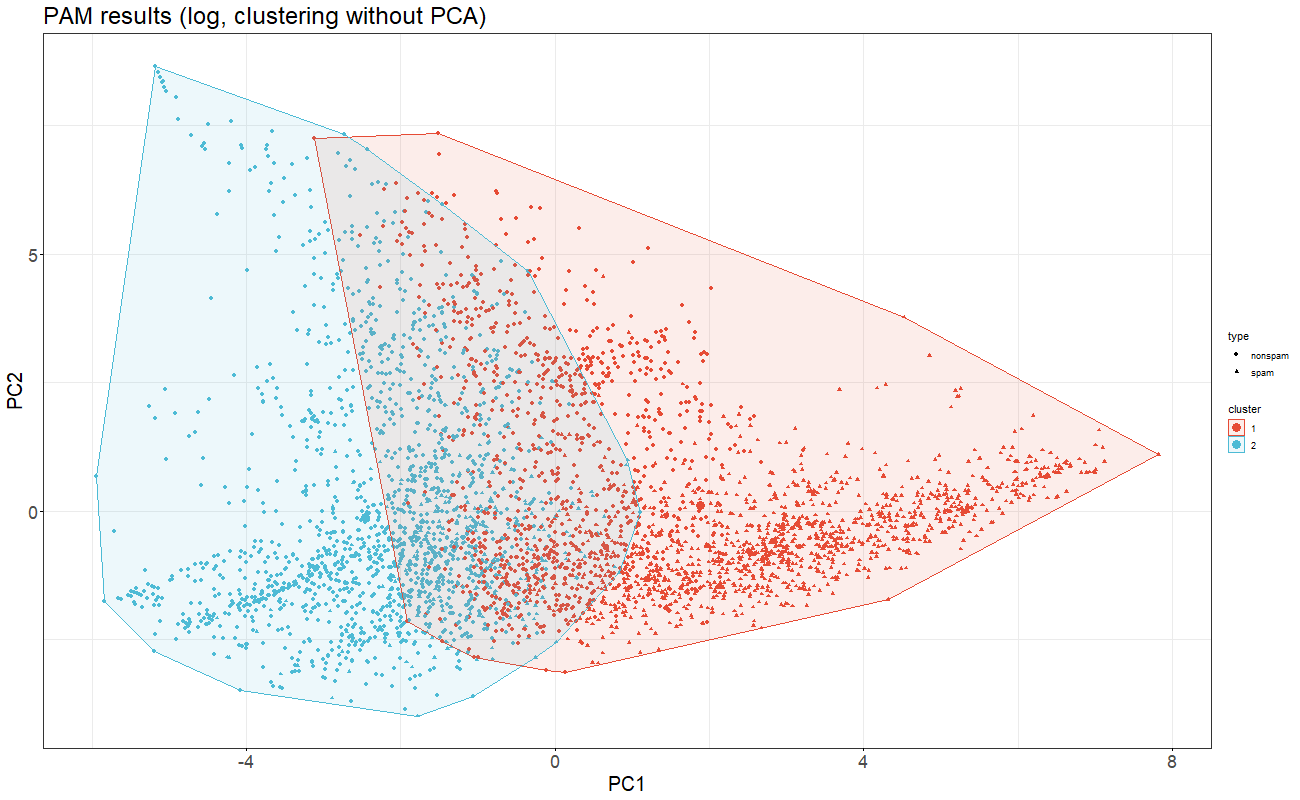 PAM results (log, clustering without PCA)
5
0
PC2
-4
0
4
8
PC1
type
nonspam
spam
cluster
1
2